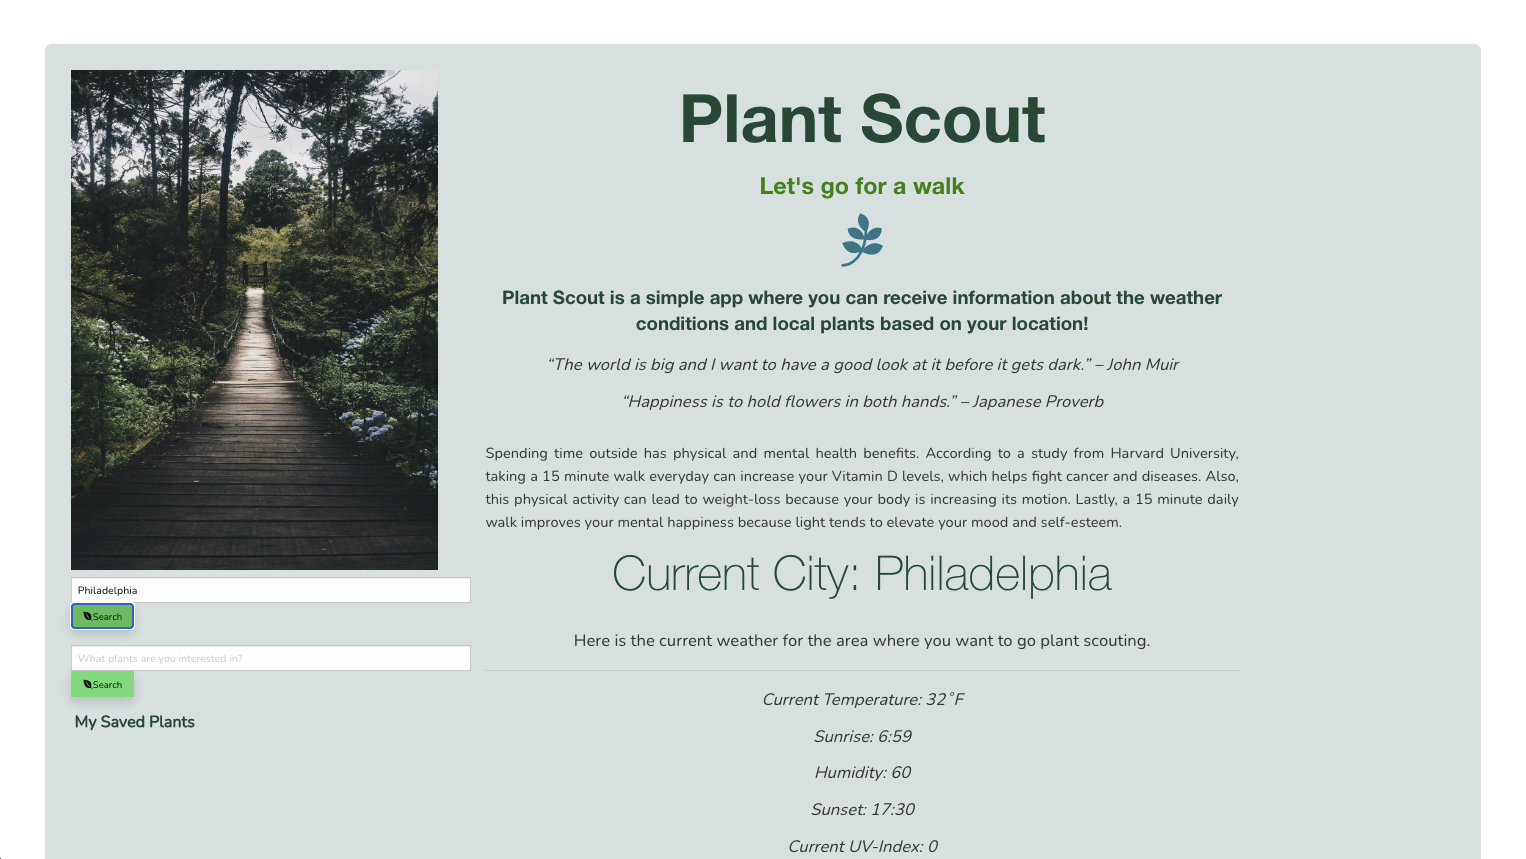 Plant Scout
Let's go for a walk
Plant Scout is a simple app where you can receive information about the weather
conditions and local plants based on your location!
“The world is big and I want to have a good look at it before it gets dark.” – John Muir
“Happiness is to hold flowers in both hands.” – Japanese Proverb
Spending time outside has physical and mental health benefits. According to a study from Harvard University,
taking a 15 minute walk everyday can increase your Vitamin D levels, which helps fight cancer and diseases. Also,
this physical activity can lead to weight-loss because your body is increasing its motion. Lastly, a 15 minute daily
walk improves your mental happiness because light tends to elevate your mood and self-esteem.
Philadelphia
Search
What plants are you interested in?
Search
My Saved Plants
Current City: Philadelphia
Here is the current weather for the area where you want to go plant scouting.
Current Temperature: 32˚F
Sunrise: 6:59
Humidity: 60
Sunset: 17:30
Current UV-Index: 0